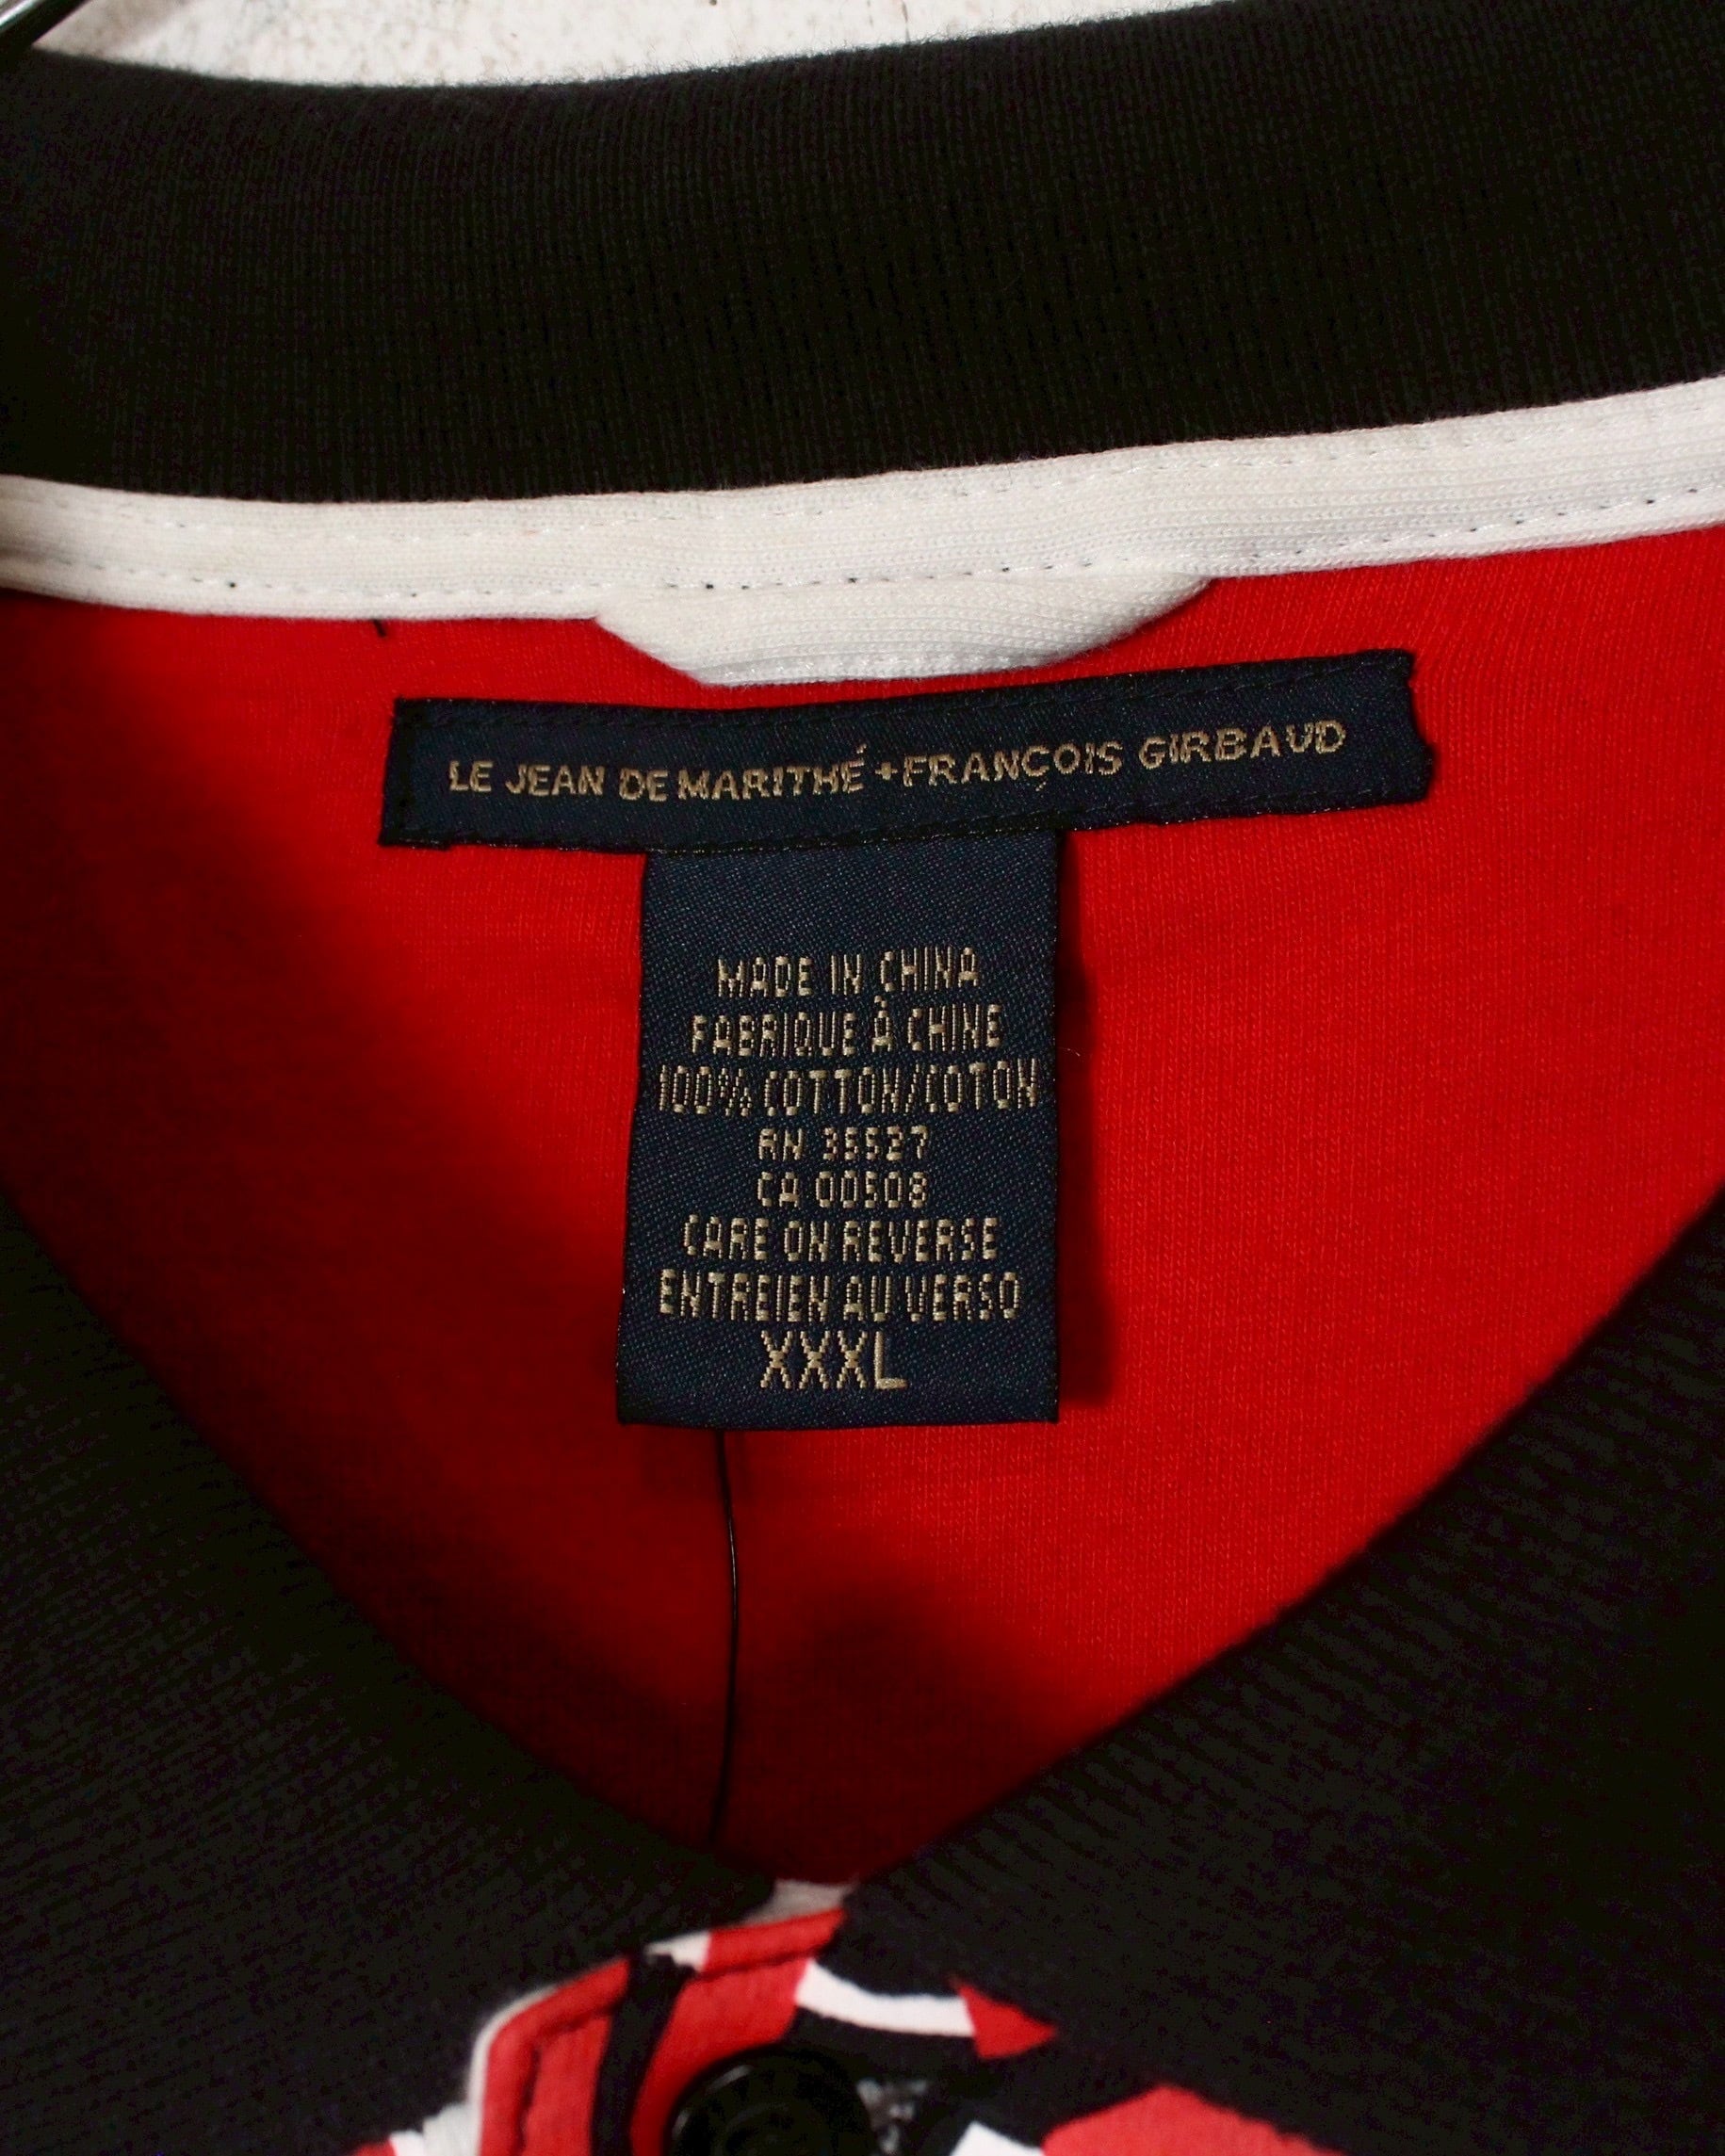 LE JEAN DE MARITHÉ + FRANÇOIS GIRBAUD
MADE IN CHINA
FABRIQUE À CHINE
100% COTTON/COTON
RN 35527
CA 00508
CARE ON REVERSE
ENTREIEN AU VERSO
XXXL